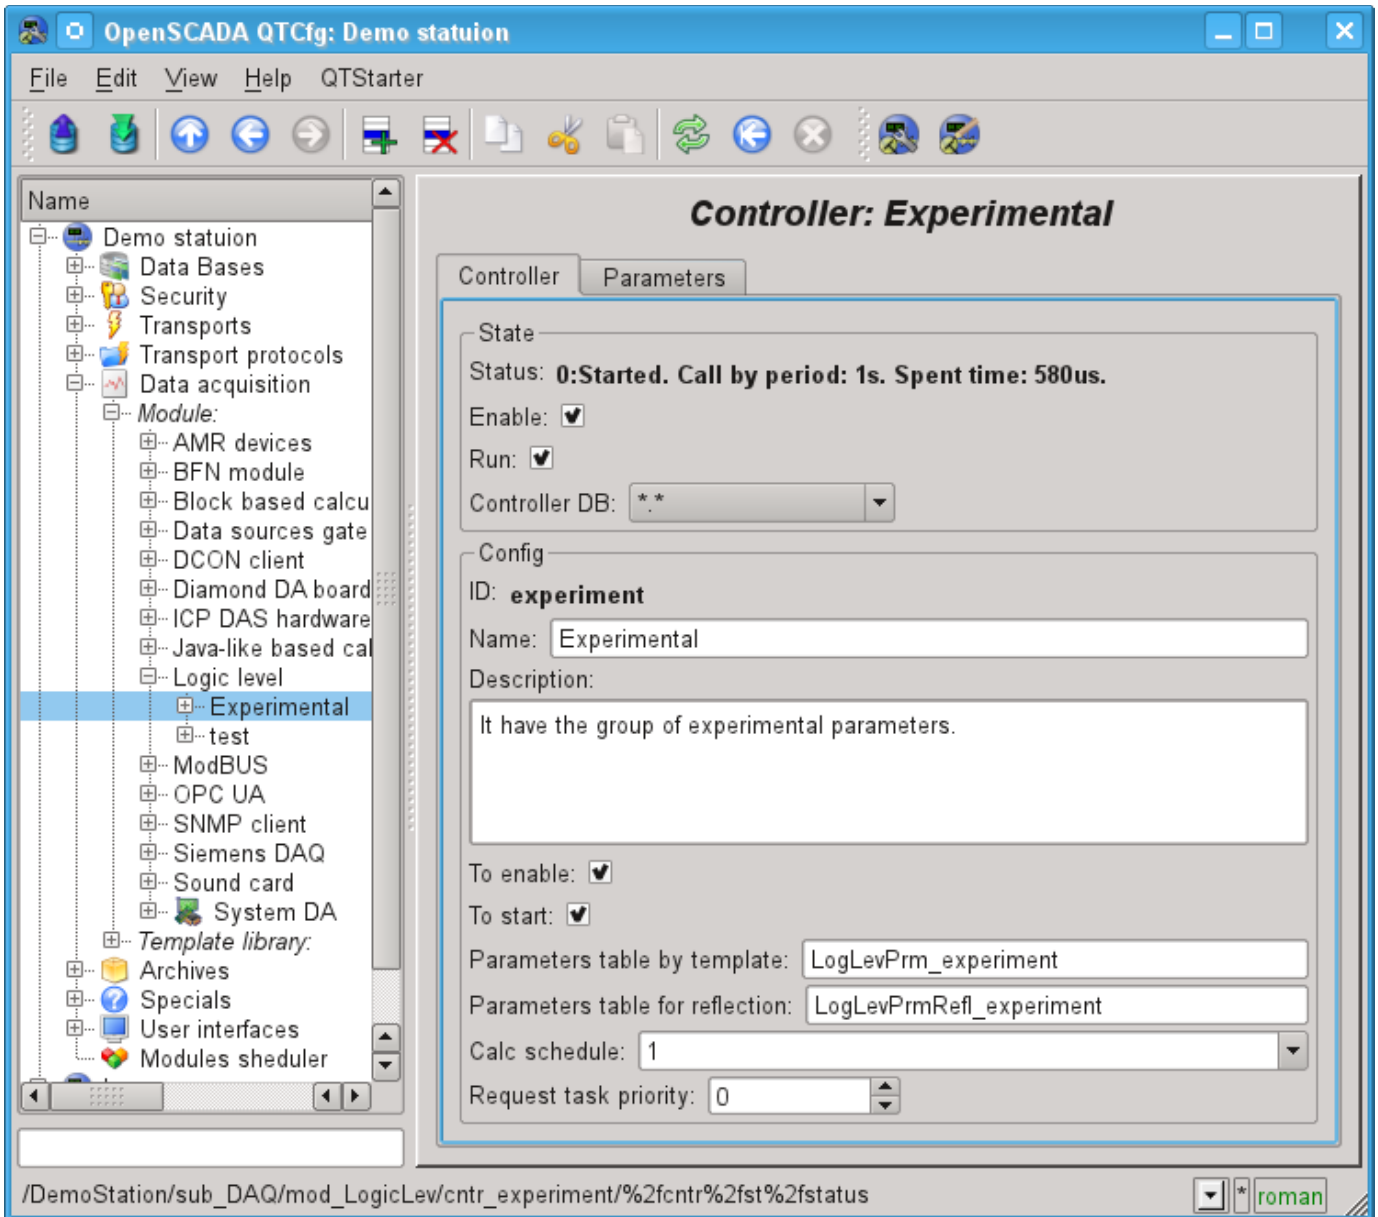 OpenSCADA QTCfg: Demo statuion
File Edit View Help QTStarter
Name
Demo statuion
Data Bases
Security
Transports
Transport protocols
Data acquisition
Module:
AMR devices
BFN module
Block based calcu
Data sources gate
DCON client
Diamond DA board
ICP DAS hardware
Java-like based cal
Logic level
Experimental
test
ModBUS
OPC UA
SNMP client
Siemens DAQ
Sound card
System DA
Template library:
Archives
Specials
User interfaces
Modules sheduler
Controller: Experimental
Controller Parameters
State
Status: 0:Started. Call by period: 1s. Spent time: 580us.
Enable:
Run:
Controller DB: *.*
Config
ID: experiment
Name: Experimental
Description:
It have the group of experimental parameters.
To enable:
To start:
Parameters table by template: LogLevPrm_experiment
Parameters table for reflection: LogLevPrmRefl_experiment
Calc schedule: 1
Request task priority: 0
/DemoStation/sub_DAQ/mod_LogicLev/cntr_experiment/%2fcntr%2fst%2fstatus
* roman